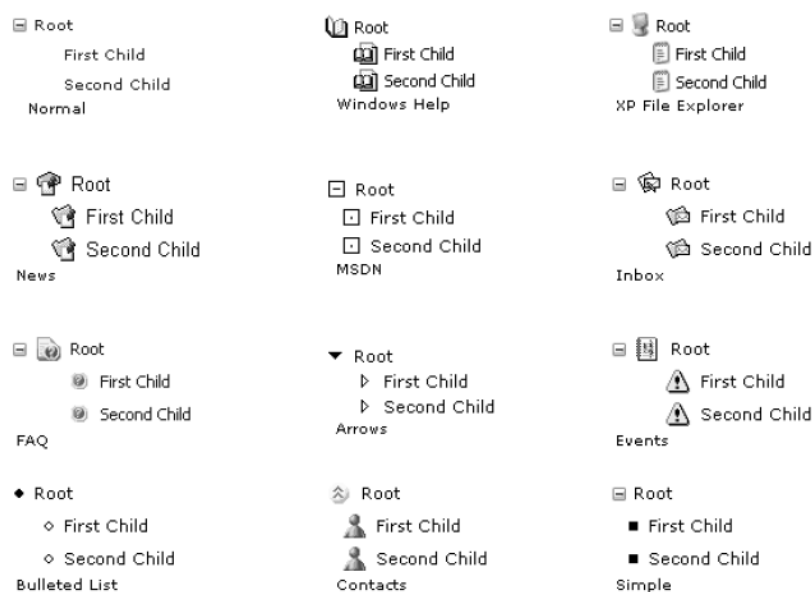 Root
First Child
Second Child
Normal
Root
First Child
Second Child
Windows Help
Root
First Child
Second Child
XP File Explorer
Root
First Child
Second Child
News
Root
First Child
Second Child
MSDN
Root
First Child
Second Child
Inbox
Root
First Child
Second Child
FAQ
Root
First Child
Second Child
Arrows
Root
First Child
Second Child
Events
Root
First Child
Second Child
Bulleted List
Root
First Child
Second Child
Contacts
Root
First Child
Second Child
Simple